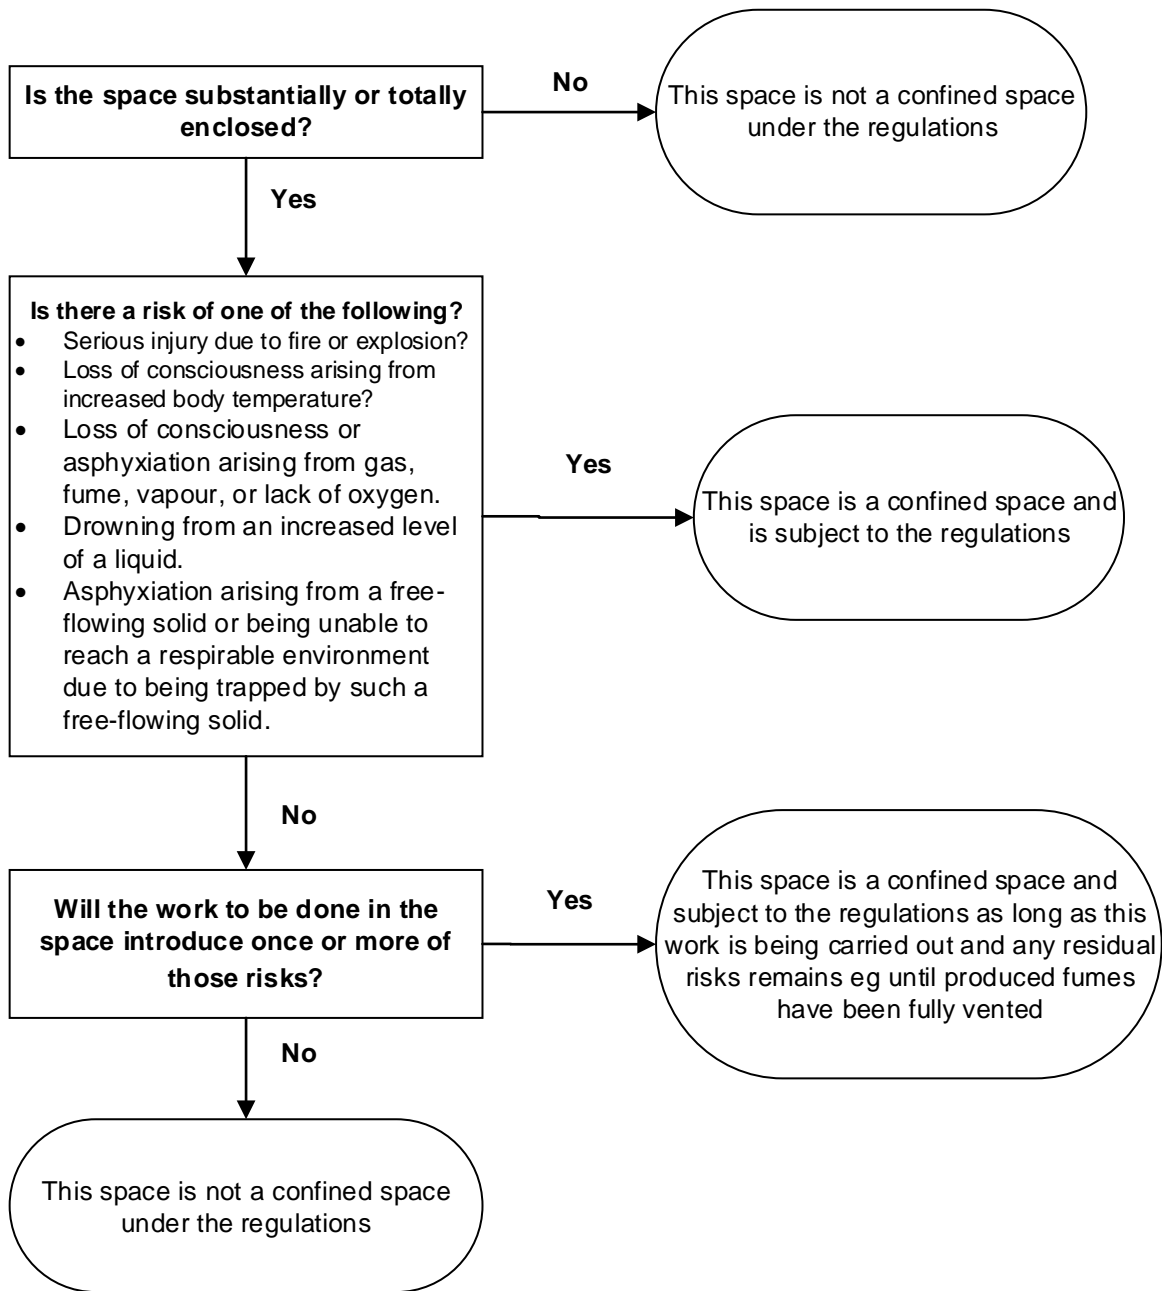 Is the space substantially or totally
enclosed?
No
This space is not a confined space
under the regulations
Yes
Is there a risk of one of the following?
• Serious injury due to fire or explosion?
• Loss of consciousness arising from
increased body temperature?
• Loss of consciousness or
asphyxiation arising from gas,
fume, vapour, or lack of oxygen.
• Drowning from an increased level
of a liquid.
• Asphyxiation arising from a free-
flowing solid or being unable to
reach a respirable environment
due to being trapped by such a
free-flowing solid.
Yes
This space is a confined space and
is subject to the regulations
No
Will the work to be done in the
space introduce once or more of
those risks?
Yes
This space is a confined space and
subject to the regulations as long as this
work is being carried out and any residual
risks remains eg until produced fumes
have been fully vented
No
This space is not a confined space
under the regulations